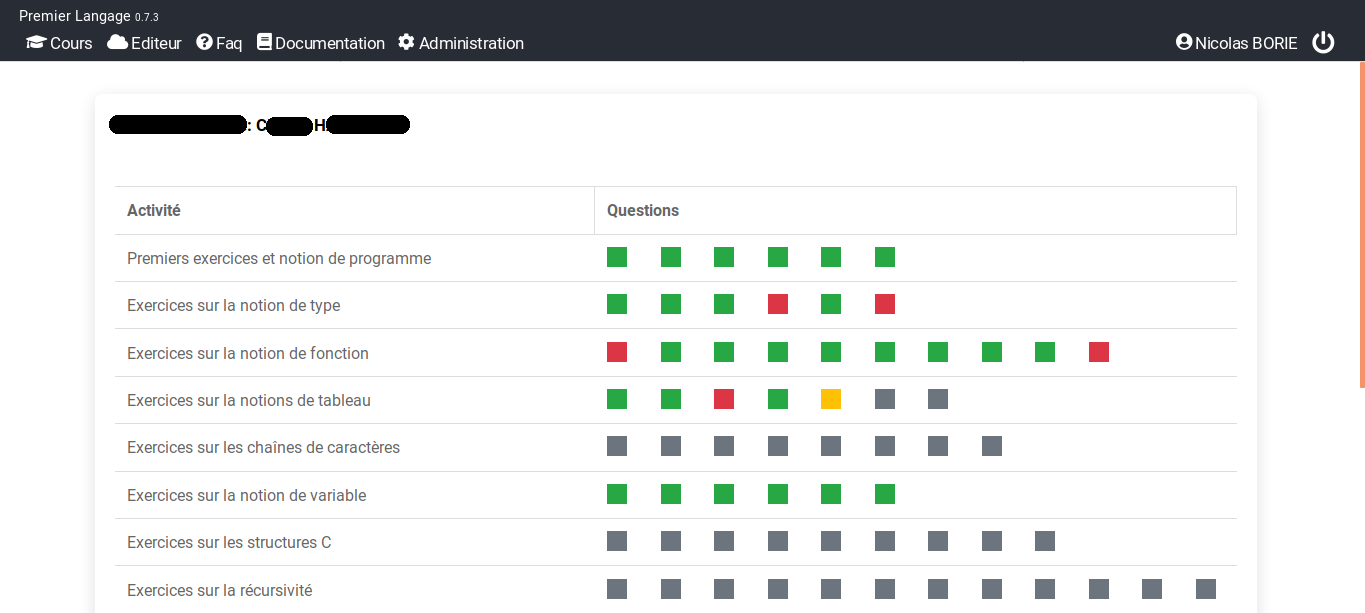 Premier Langage 0.7.3
Cours Editeur Faq Documentation Administration Nicolas BORIE
: C H
Activité Questions
Premiers exercices et notion de programme
Exercices sur la notion de type
Exercices sur la notion de fonction
Exercices sur la notions de tableau
Exercices sur les chaînes de caractères
Exercices sur la notion de variable
Exercices sur les structures C
Exercices sur la récursivité